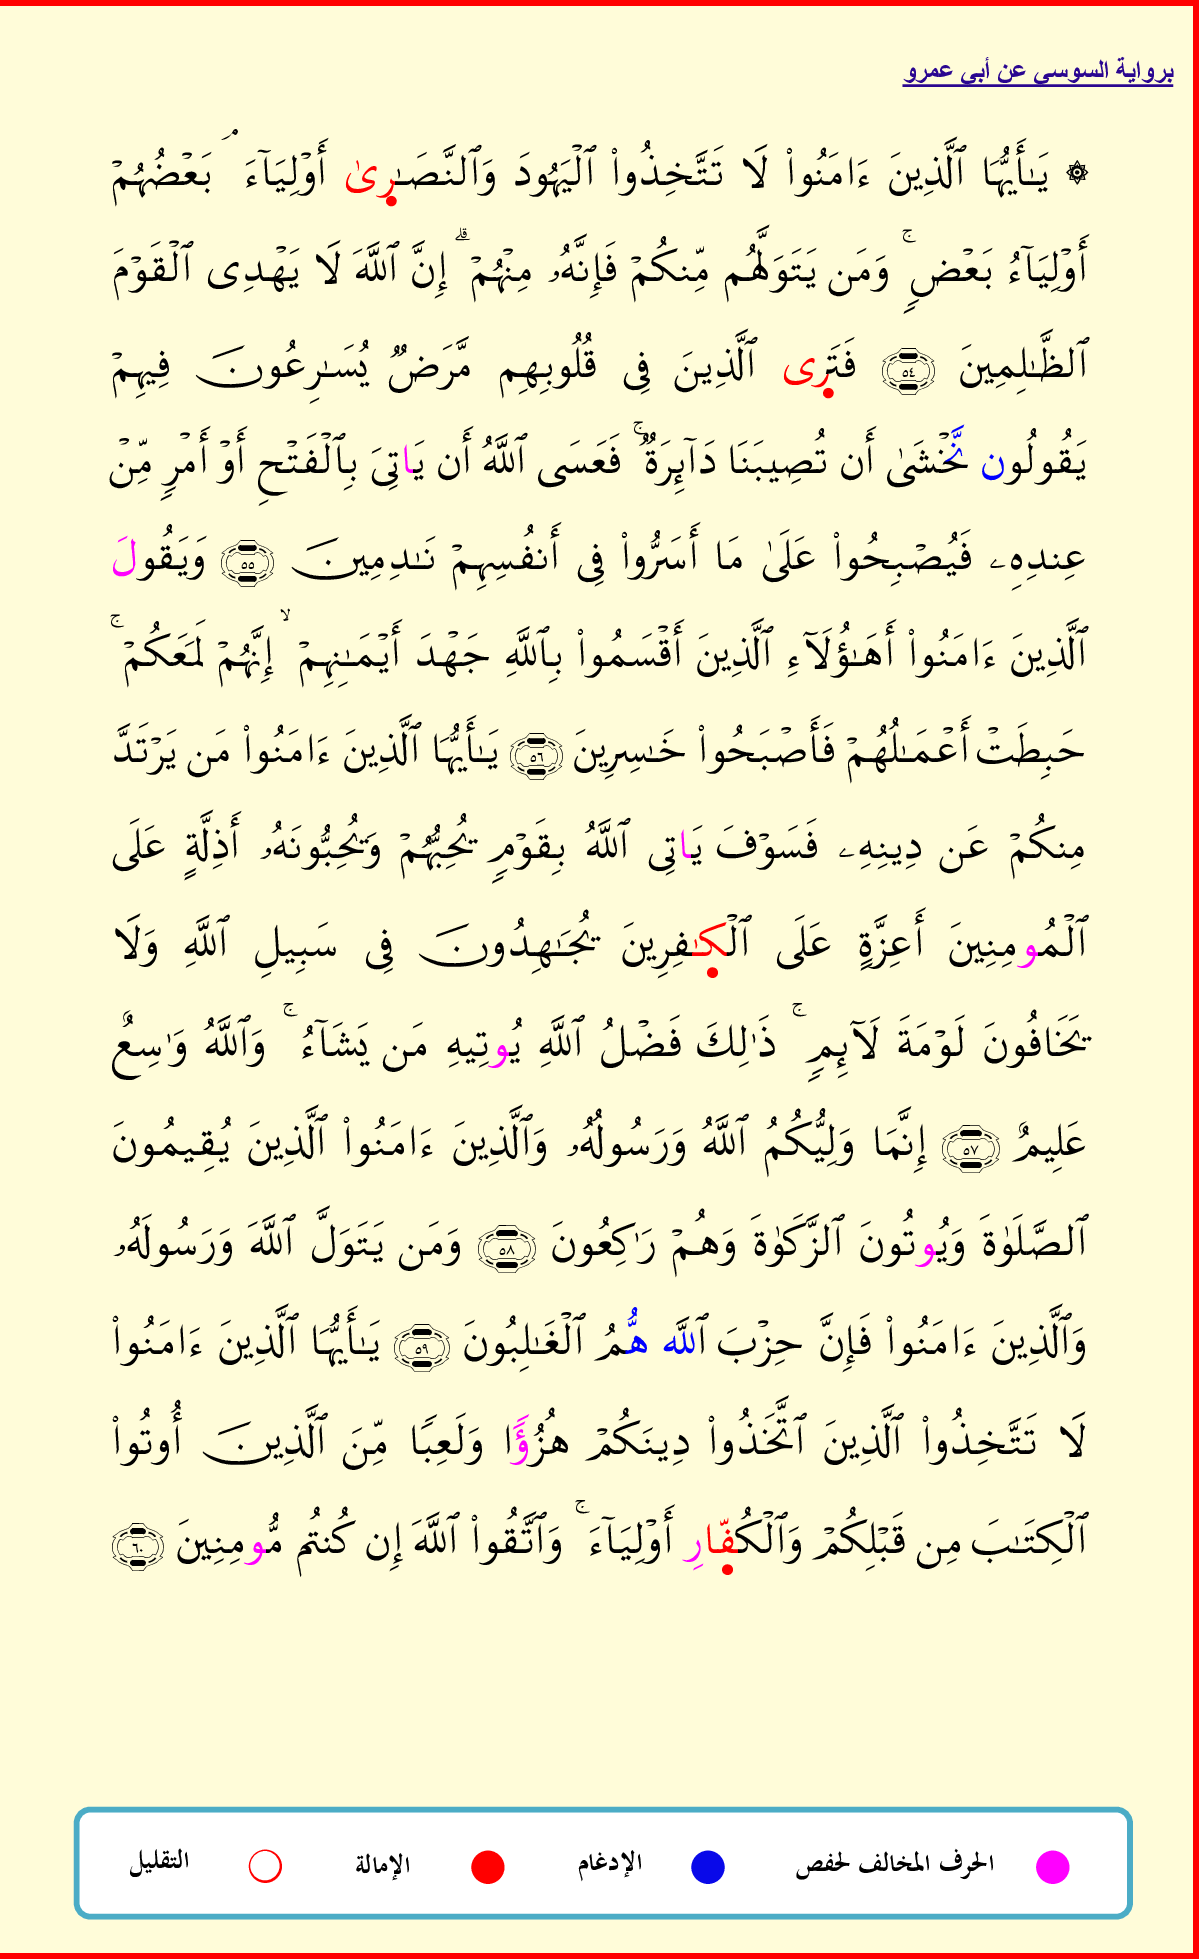 برواية السوسي عن أبي عمرو
۞ يَـٰٓأَيُّهَا ٱلَّذِينَ ءَامَنُواْ لَا تَتَّخِذُواْ ٱلۡيَهُودَ وَٱلنَّصَـٰرِىٰ أَوۡلِيَآءَ ۘ بَعۡضُهُمۡ
أَوۡلِيَآءُ بَعۡضٖ ۚ وَمَن يَتَوَلَّهُم مِّنكُمۡ فَإِنَّهُۥ مِنۡهُمۡ ۗ إِنَّ ٱللَّهَ لَا يَهۡدِى ٱلۡقَوۡمَ
ٱلظَّـٰلِمِينَ ٥٤ فَتَرِى ٱلَّذِينَ فِى قُلُوبِهِم مَّرَضٞ يُسَـٰرِعُونَ فِيهِمۡ
يَقُولُون نَّخۡشَىٰ أَن تُصِيبَنَا دَآئِرَةٞ ۚ فَعَسَى ٱللَّهُ أَن يَاتِىَ بِٱلۡفَتۡحِ أَوۡ أَمۡرٖ مِّنۡ
عِندِهِۦ فَيُصۡبِحُواْ عَلَىٰ مَا أَسَرُّواْ فِى أَنفُسِهِمۡ نَـٰدِمِينَ ٥٥ وَيَقُولَ
ٱلَّذِينَ ءَامَنُواْ أَهَـٰؤُلَآءِ ٱلَّذِينَ أَقۡسَمُواْ بِٱللَّهِ جَهۡدَ أَيۡمَـٰنِهِمۡ ۙ إِنَّهُمۡ لَمَعَكُمۡ ۚ
حَبِطَتۡ أَعۡمَـٰلُهُمۡ فَأَصۡبَحُواْ خَـٰسِرِينَ ٥٦ يَـٰٓأَيُّهَا ٱلَّذِينَ ءَامَنُواْ مَن يَرۡتَدَّ
مِنكُمۡ عَن دِينِهِۦ فَسَوۡفَ يَاتِى ٱللَّهُ بِقَوۡمٖ يُحِبُّهُمۡ وَيُحِبُّونَهُۥ أَذِلَّةٍ عَلَى
ٱلۡمُومِنِينَ أَعِزَّةٍ عَلَى ٱلۡكَـٰفِرِينَ يُجَـٰهِدُونَ فِى سَبِيلِ ٱللَّهِ وَلَا
يَخَافُونَ لَوۡمَةَ لَآئِمٖ ۚ ذَٰلِكَ فَضۡلُ ٱللَّهِ يُوتِيهِ مَن يَشَآءُ ۚ وَٱللَّهُ وَٰسِعٌ
عَلِيمٌ ٥٧ إِنَّمَا وَلِيُّكُمُ ٱللَّهُ وَرَسُولُهُۥ وَٱلَّذِينَ ءَامَنُواْ ٱلَّذِينَ يُقِيمُونَ
ٱلصَّلَوٰةَ وَيُوتُونَ ٱلزَّكَوٰةَ وَهُمۡ رَٰكِعُونَ ٥٨ وَمَن يَتَوَلَّ ٱللَّهَ وَرَسُولَهُۥ
وَٱلَّذِينَ ءَامَنُواْ فَإِنَّ حِزۡبَ ٱللَّه هُّمُ ٱلۡغَـٰلِبُونَ ٥٩ يَـٰٓأَيُّهَا ٱلَّذِينَ ءَامَنُواْ
لَا تَتَّخِذُواْ ٱلَّذِينَ ٱتَّخَذُواْ دِينَكُمۡ هُزُؤٗا وَلَعِبٗا مِّنَ ٱلَّذِينَ أُوتُواْ
ٱلۡكِتَـٰبَ مِن قَبۡلِكُمۡ وَٱلۡكُفّارِ أَوۡلِيَآءَ ۚ وَٱتَّقُواْ ٱللَّهَ إِن كُنتُم مُّومِنِينَ ٦٠
الحرف المخالف لحفص الإدغام الإمالة التقليل